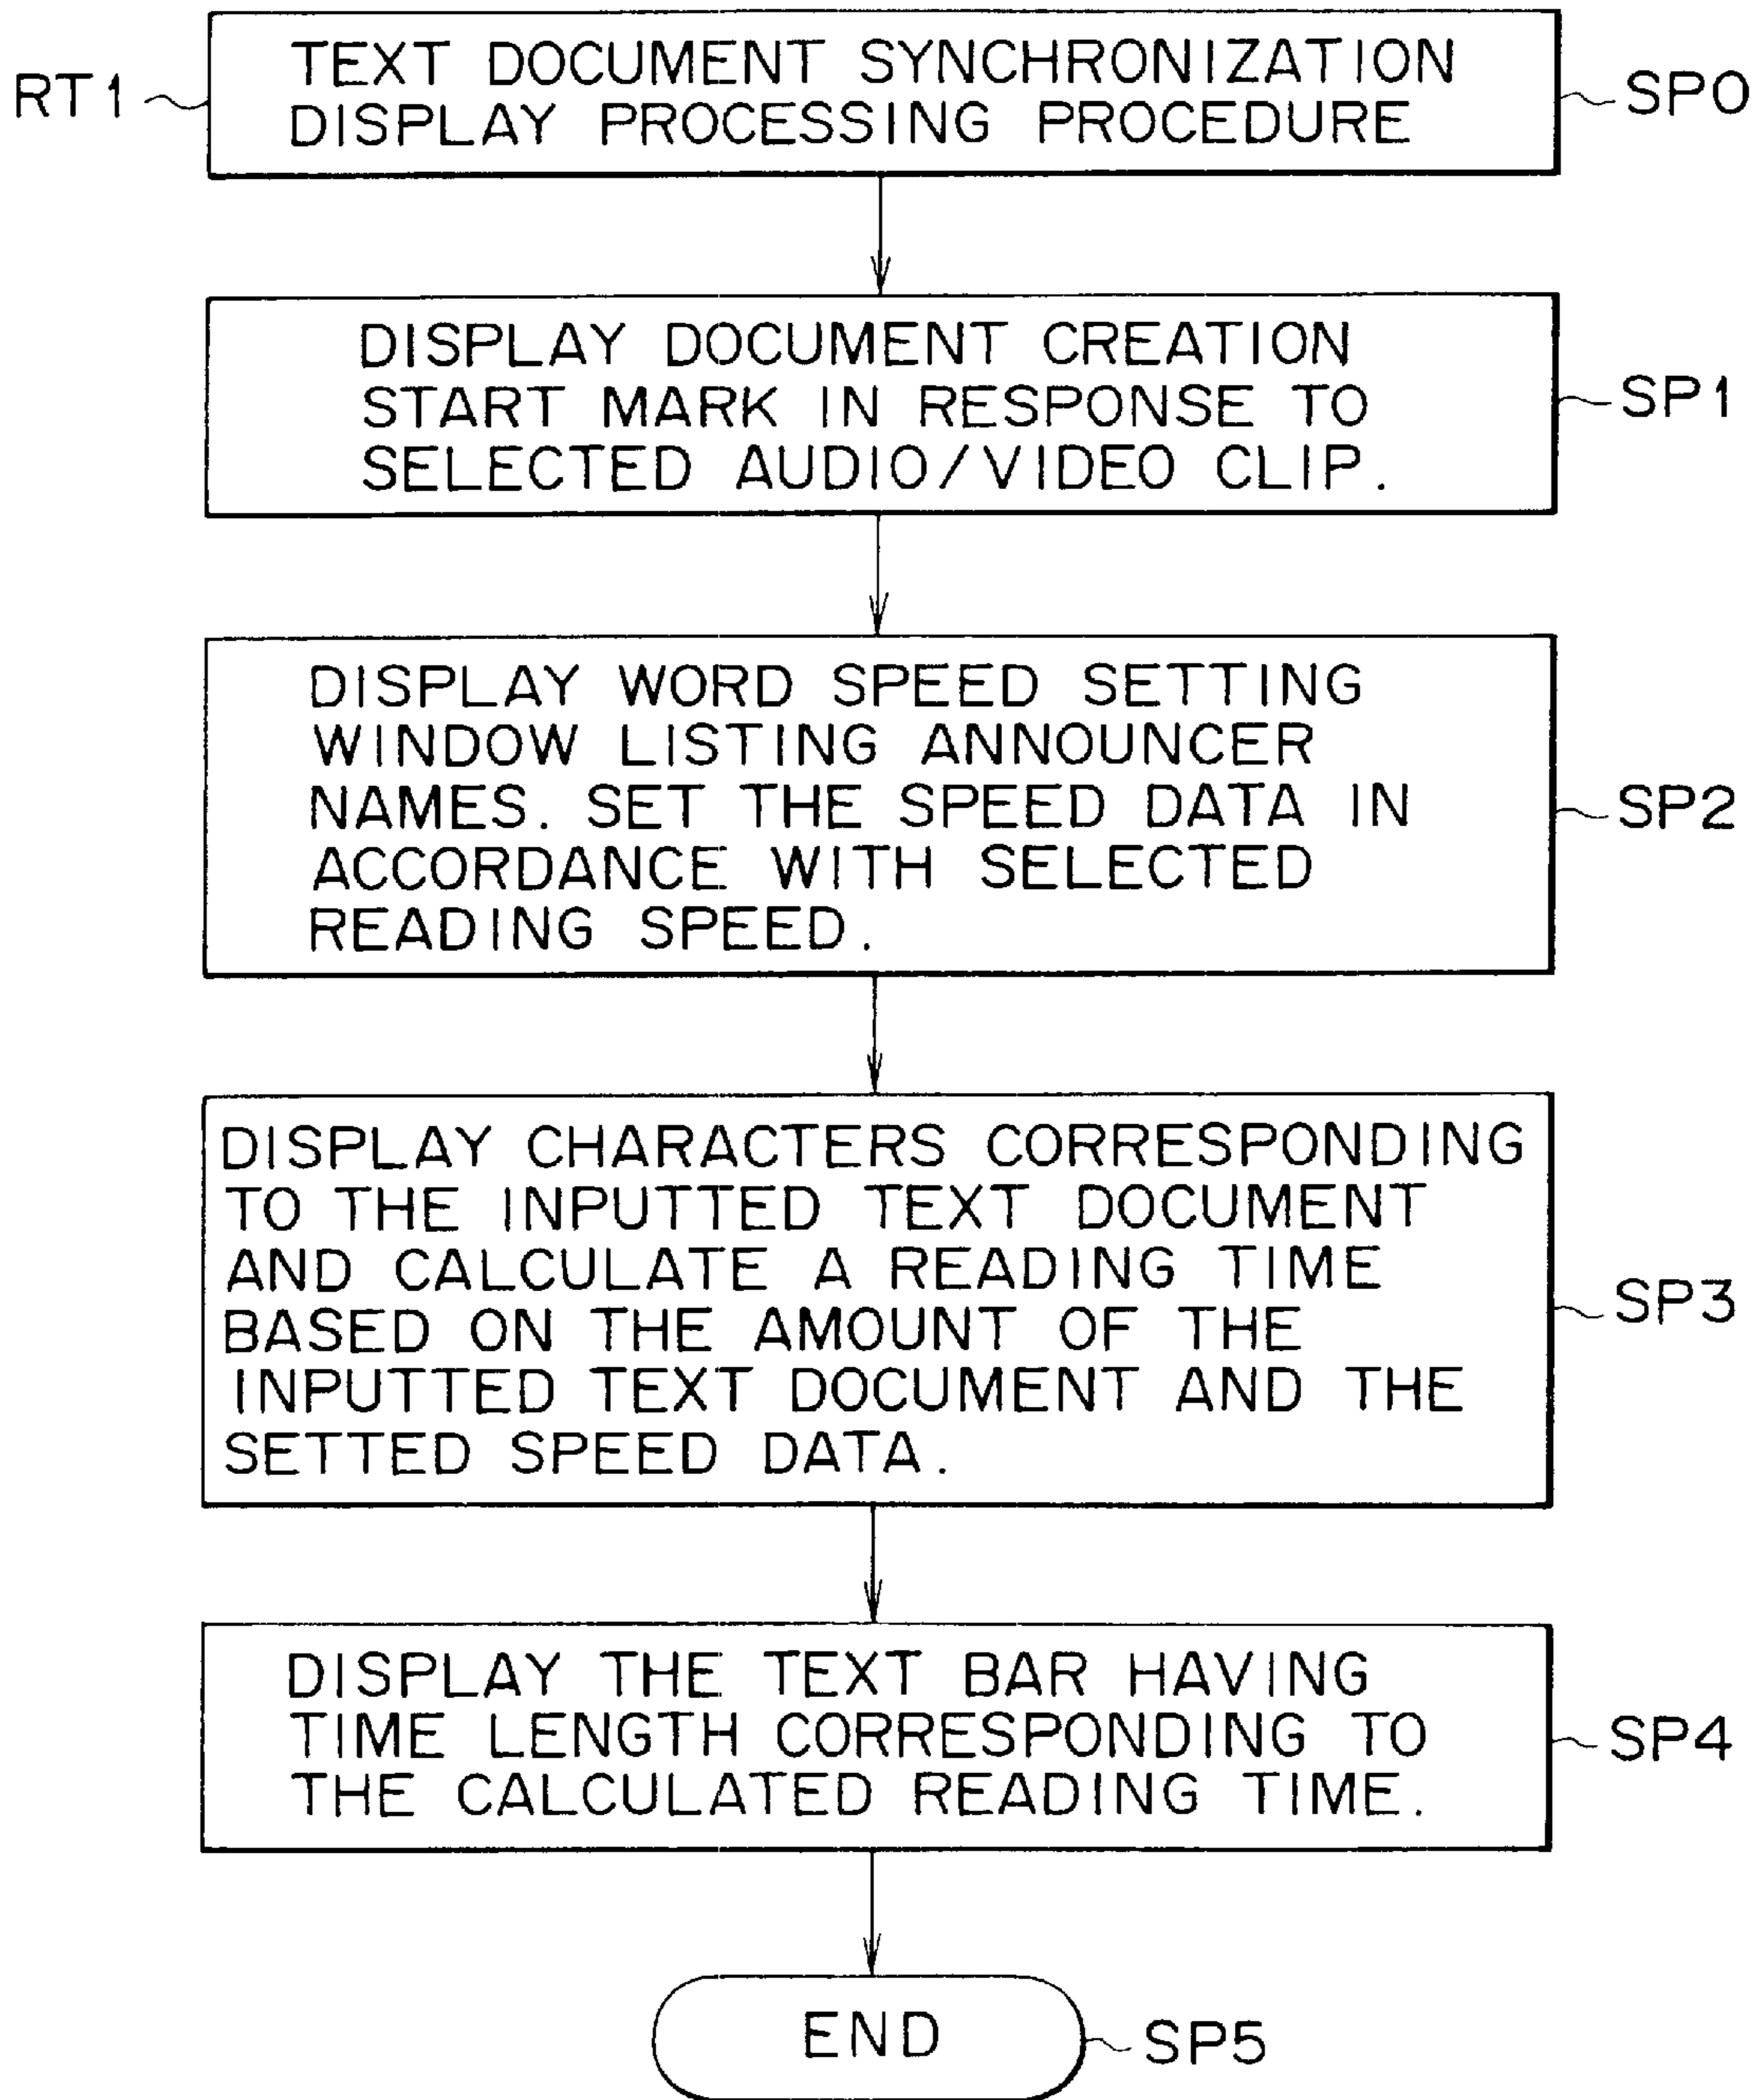 TEXT DOCUMENT SYNCHRONIZATION
RT1
DISPLAY PROCESSING PROCEDURE
SP0
DISPLAY DOCUMENT CREATION
START MARK IN RESPONSE TO
SP1
SELECTED AUDIO/VIDEO CLIP.
DISPLAY WORD SPEED SETTING
WINDOW LISTING ANNOUNCER
NAMES. SET THE SPEED DATA IN
SP2
ACCORDANCE WITH SELECTED
READING SPEED.
DISPLAY CHARACTERS CORRESPONDING
TO THE INPUTTED TEXT DOCUMENT
AND CALCULATE A READING TIME
SP3
BASED ON THE AMOUNT OF THE
INPUTTED TEXT DOCUMENT AND THE
SETTED SPEED DATA.
DISPLAY THE TEXT BAR HAVING
TIME LENGTH CORRESPONDING TO
SP4
THE CALCULATED READING TIME.
END
SP5